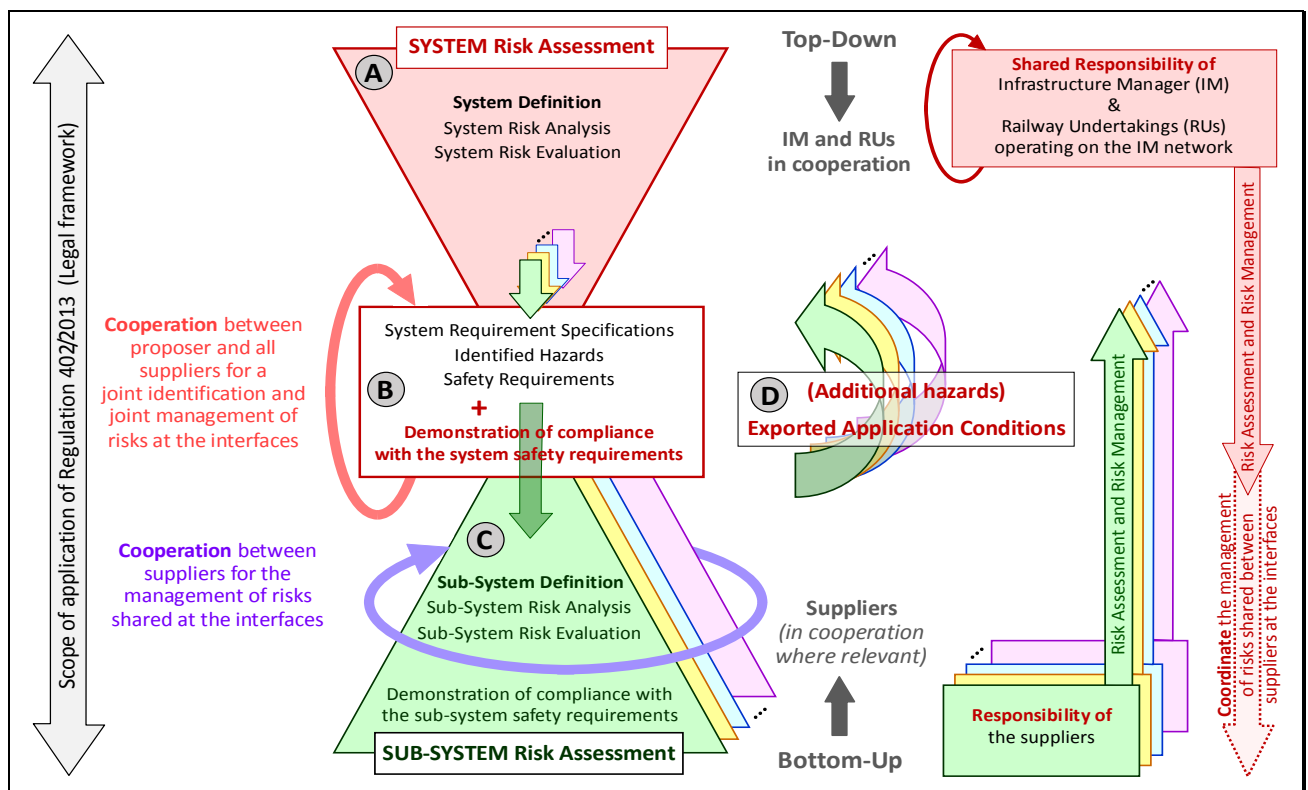 Scope of application of Regulation 402/2013 (Legal framework)
SYSTEM Risk Assessment
A
System Definition
System Risk Analysis
System Risk Evaluation
Top-Down
IM and RUs
in cooperation
Shared Responsibility of
Infrastructure Manager (IM)
&
Railway Undertakings (RUs)
operating on the IM network
Cooperation between
proposer and all
suppliers for a
joint identification and
joint management of
risks at the interfaces
System Requirement Specifications
Identified Hazards
Safety Requirements
B
+
Demonstration of compliance
with the system safety requirements
D
(Additional hazards)
Exported Application Conditions
Risk Assessment and Risk Management
Risk Assessment and Risk Management
Coordinate the management
of risks shared between
suppliers at the interfaces
Cooperation between
suppliers for the
management of risks
shared at the interfaces
C
Sub-System Definition
Sub-System Risk Analysis
Sub-System Risk Evaluation
Demonstration of compliance with
the sub-system safety requirements
SUB-SYSTEM Risk Assessment
Suppliers
(in cooperation
where relevant)
Bottom-Up
Responsibility of
the suppliers